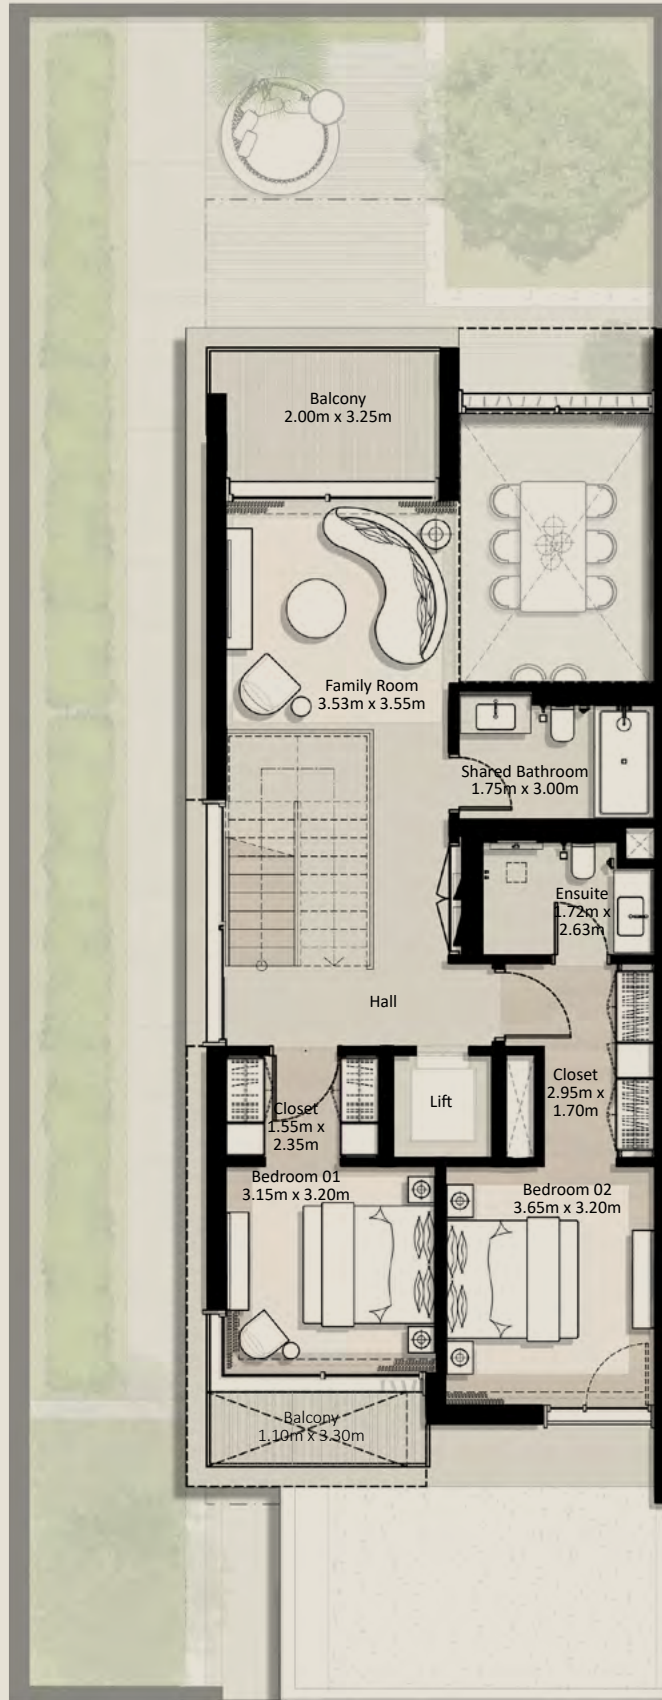 Balcony
2.00m x 3.25m
Family Room
3.53m x 3.55m
Shared Bathroom
1.75m x 3.00m
Ensuite
1.72m x
2.63m
Hall
Closet
2.95m x
1.70m
Lift
Closet
1.55m x
2.35m
Bedroom 01
3.15m x 3.20m
Bedroom 02
3.65m x 3.20m
Balcony
1.10m x 3.30m